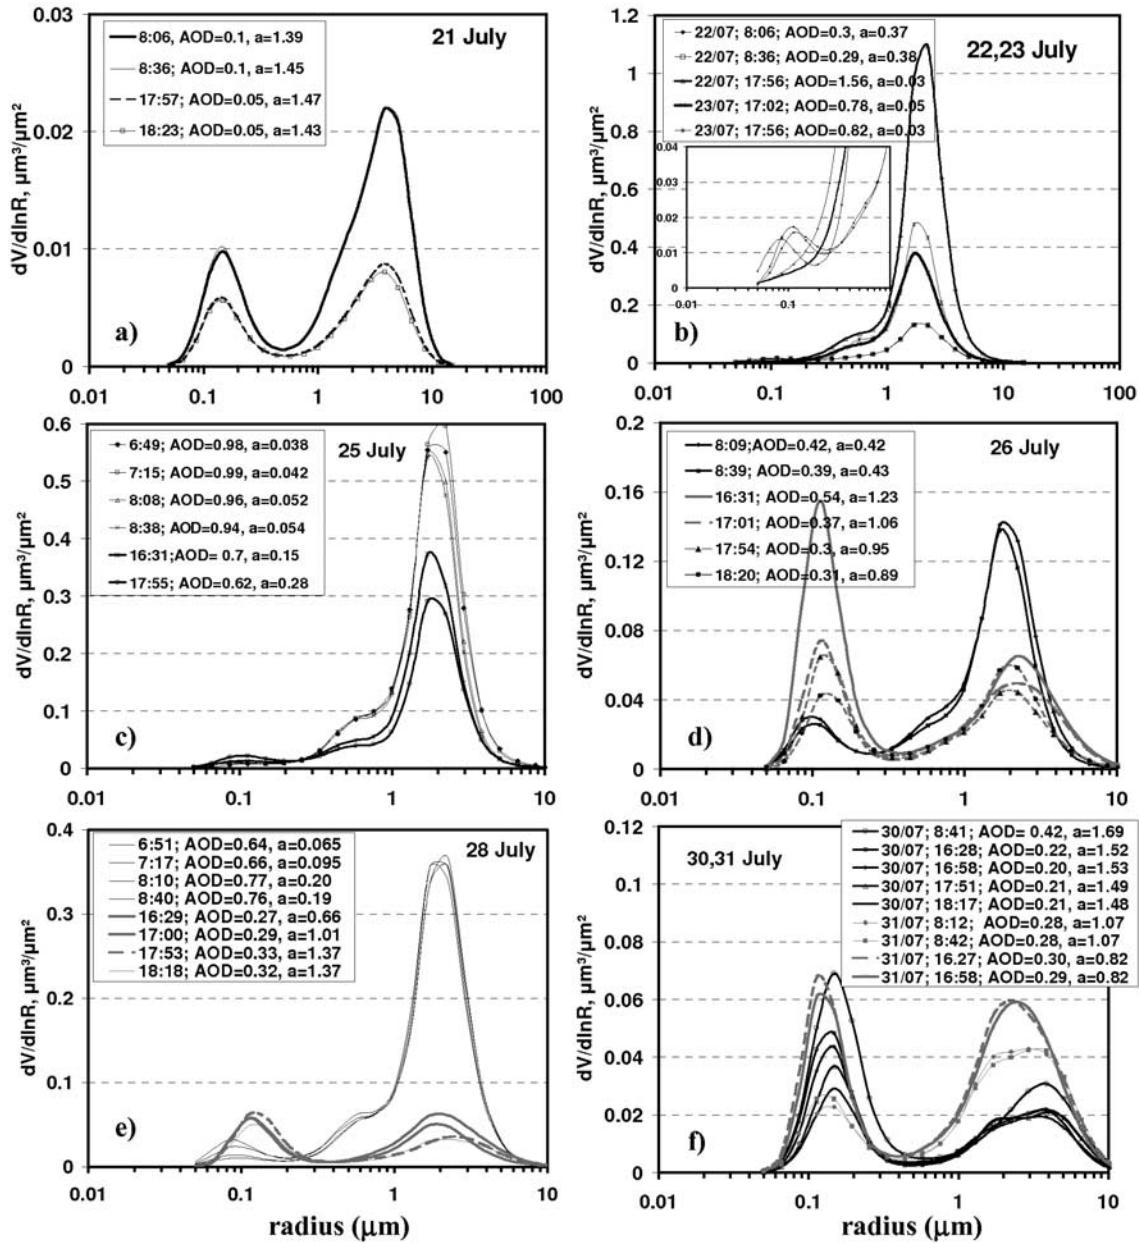 21 July
8:06, AOD=0.1, a=1.39
8:36; AOD=0.1, a=1.45
17:57; AOD=0.05, a=1.47
18:23; AOD=0.05, a=1.43
dV/dlnR, μm³/μm²
0.03
0.02
0.01
0
a)
0.01 0.1 1 10 100
22,23 July
22/07; 8:06; AOD=0.3, a=0.37
22/07; 8:36; AOD=0.29, a=0.38
22/07; 17:56; AOD=1.56, a=0.03
23/07; 17:02; AOD=0.78, a=0.05
23/07; 17:56; AOD=0.82, a=0.03
dV/dlnR, μm³/μm²
1.2
1
0.8
0.6
0.4
0.2
0
0.04
0.03
0.02
0.01
0
0.01 0.1
b)
0.01 0.1 1 10 100
25 July
6:49; AOD=0.98, a=0.038
7:15; AOD=0.99, a=0.042
8:08; AOD=0.96, a=0.052
8:38; AOD=0.94, a=0.054
16:31;AOD= 0.7, a=0.15
17:55; AOD=0.62, a=0.28
dV/dlnR, μm³/μm²
0.6
0.5
0.4
0.3
0.2
0.1
0
c)
0.01 0.1 1 10
26 July
8:09;AOD=0.42, a=0.42
8:39;AOD=0.39, a=0.43
16:31; AOD=0.54, a=1.23
17:01; AOD=0.37, a=1.06
17:54; AOD=0.3, a=0.95
18:20; AOD=0.31, a=0.89
dV/dlnR, μm³/μm²
0.2
0.16
0.12
0.08
0.04
0
d)
0.01 0.1 1 10
28 July
6:51; AOD=0.64, a=0.065
7:17; AOD=0.66, a=0.095
8:10; AOD=0.77, a=0.20
8:40; AOD=0.76, a=0.19
16:29; AOD=0.27, a=0.66
17:00; AOD=0.29, a=1.01
17:53; AOD=0.33, a=1.37
18:18; AOD=0.32, a=1.37
dV/dlnR, μm³/μm²
0.4
0.3
0.2
0.1
0
e)
0.01 0.1 1 10
radius (μm)
30,31 July
30/07; 8:41; AOD= 0.42, a=1.69
30/07; 16:28; AOD=0.22, a=1.52
30/07; 16:58; AOD=0.20, a=1.53
30/07; 17:51; AOD=0.21, a=1.49
30/07; 18:17; AOD=0.21, a=1.48
31/07; 8:12; AOD=0.28, a=1.07
31/07; 8:42; AOD=0.28, a=1.07
31/07; 16.27; AOD=0.30, a=0.82
31/07; 16:58; AOD=0.29, a=0.82
dV/dlnR, μm³/μm²
0.12
0.1
0.08
0.06
0.04
0.02
0
f)
0.01 0.1 1 10
radius (μm)